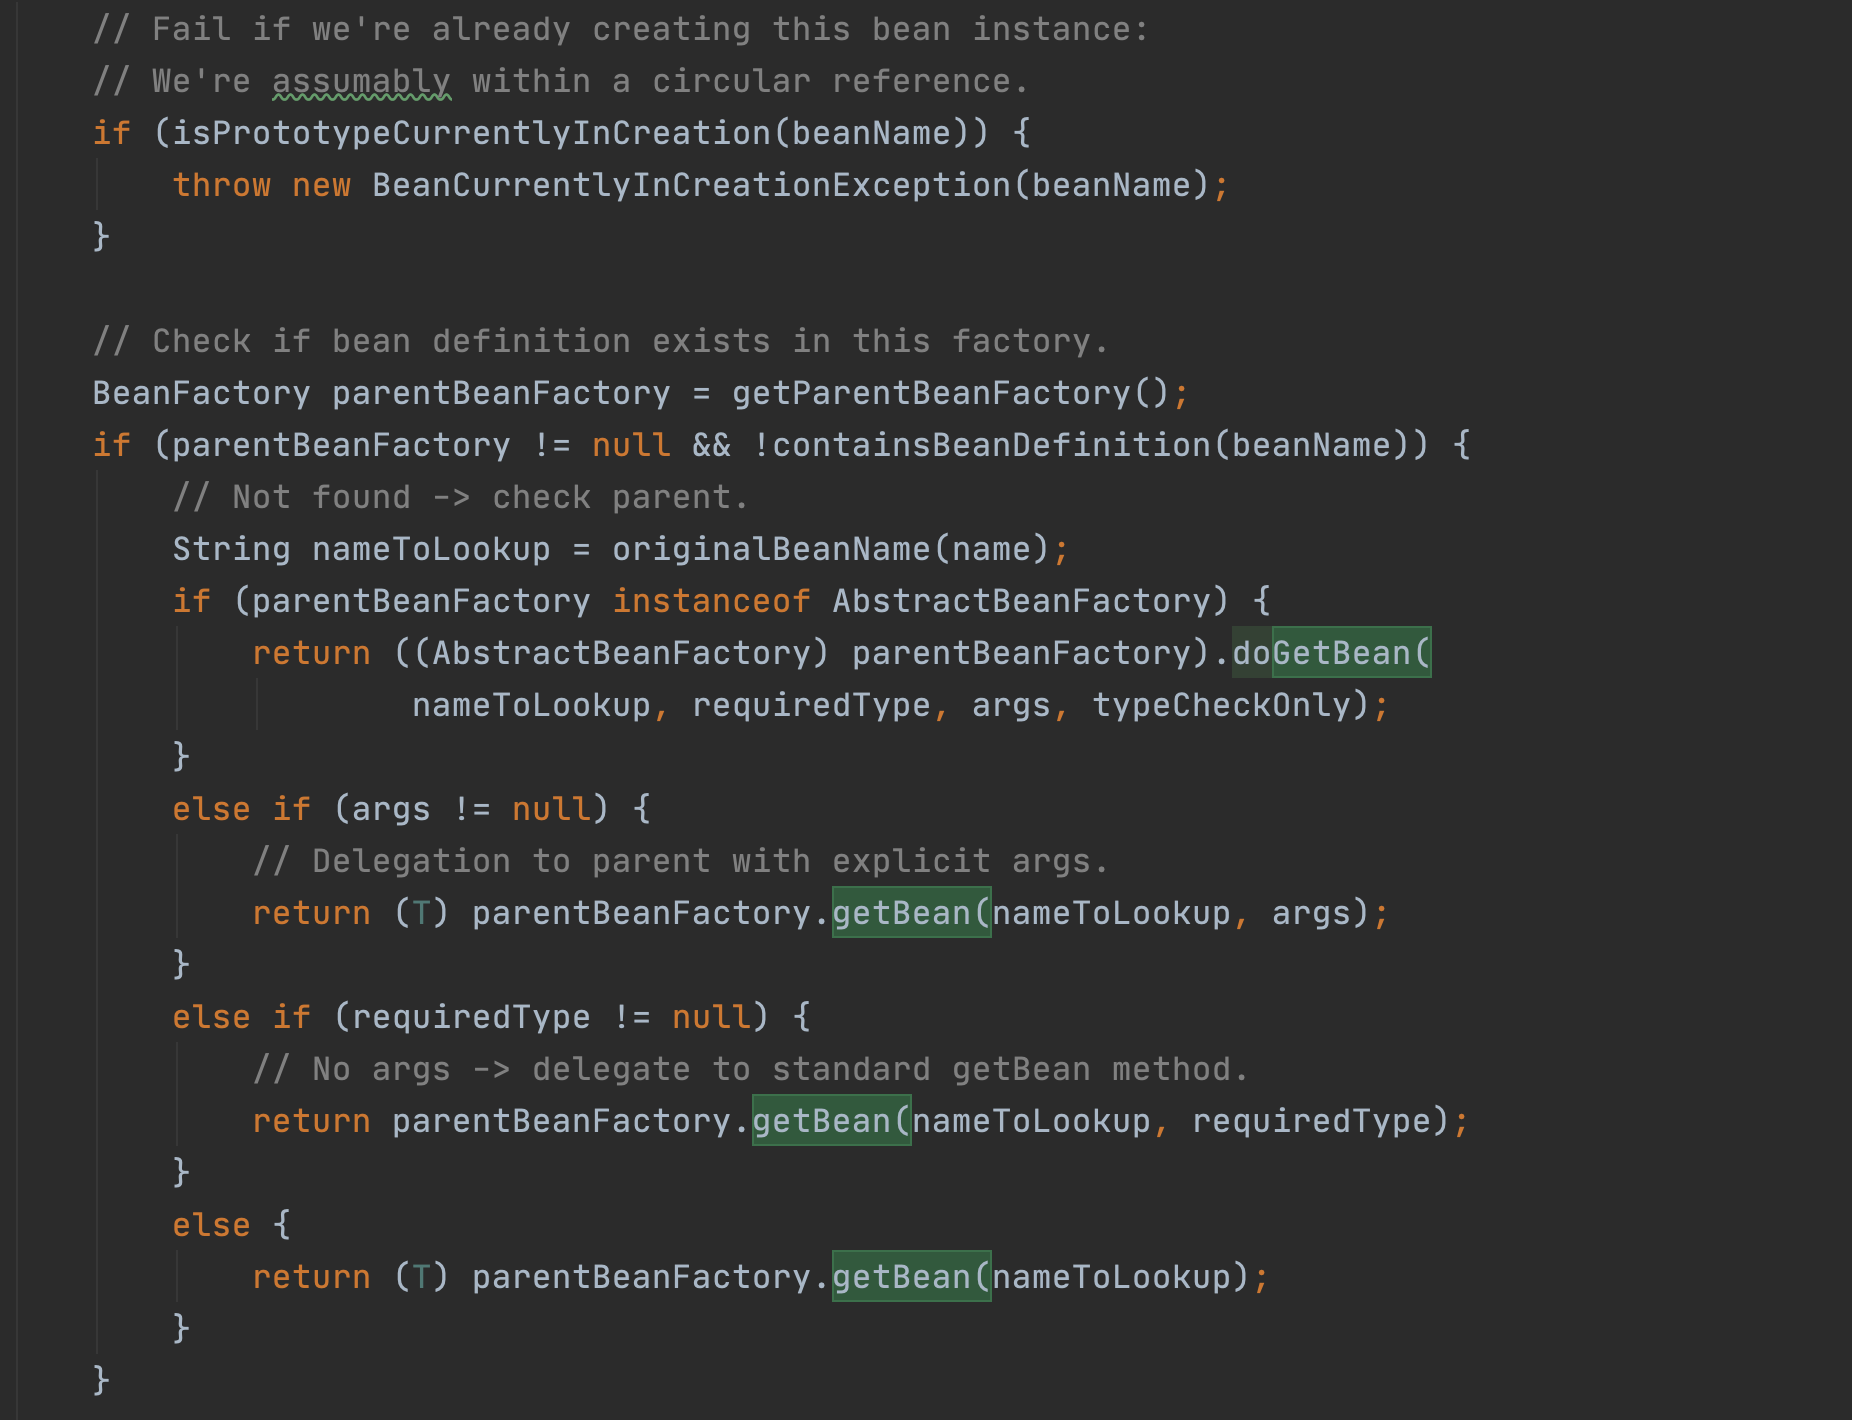 // Fail if we're already creating this bean instance:
// We're assumably within a circular reference.
if (isPrototypeCurrentlyInCreation(beanName)) {
throw new BeanCurrentlyInCreationException(beanName);
}
// Check if bean definition exists in this factory.
BeanFactory parentBeanFactory = getParentBeanFactory();
if (parentBeanFactory != null && !containsBeanDefinition(beanName)) {
// Not found -> check parent.
String nameToLookup = originalBeanName(name);
if (parentBeanFactory instanceof AbstractBeanFactory) {
return ((AbstractBeanFactory) parentBeanFactory).doGetBean(
nameToLookup, requiredType, args, typeCheckOnly);
}
else if (args != null) {
// Delegation to parent with explicit args.
return (T) parentBeanFactory.getBean(nameToLookup, args);
}
else if (requiredType != null) {
// No args -> delegate to standard getBean method.
return parentBeanFactory.getBean(nameToLookup, requiredType);
}
else {
return (T) parentBeanFactory.getBean(nameToLookup);
}
}